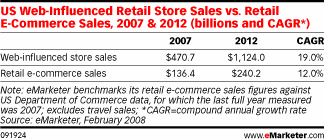 US Web-Influenced Retail Store Sales vs. Retail
E-Commerce Sales, 2007 & 2012 (billions and CAGR*)
2007 2012 CAGR
Web-influenced store sales $470.7 $1,124.0 19.0%
Retail e-commerce sales $136.4 $240.2 12.0%
Note: eMarketer benchmarks its retail e-commerce sales figures against
US Department of Commerce data, for which the last full year measured
was 2007; excludes travel sales; *CAGR=compound annual growth rate
Source: eMarketer, February 2008
091924 www.eMarketer.com